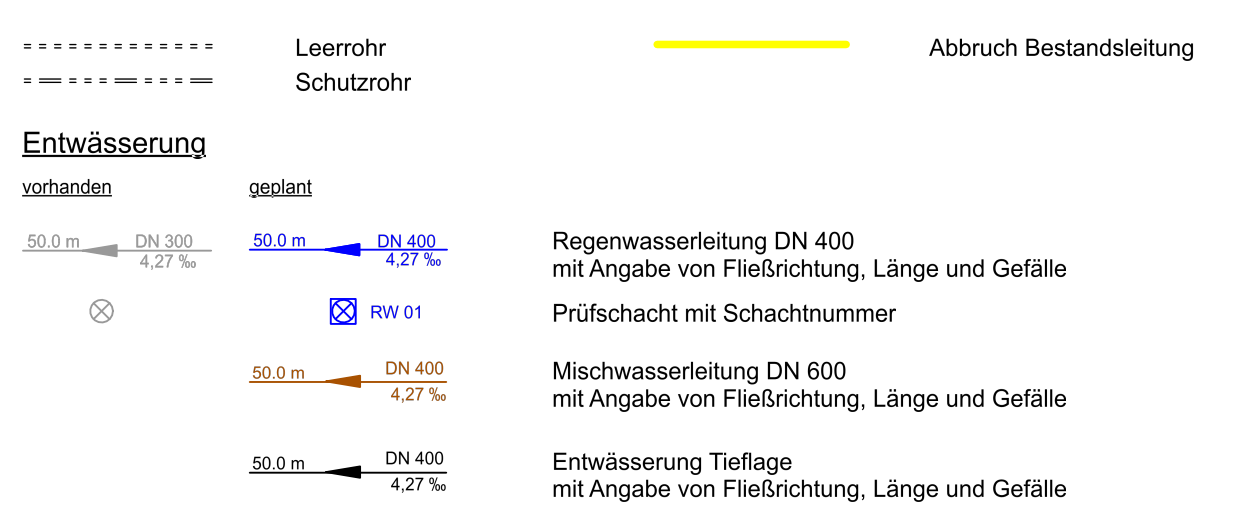 Leerrohr
Abbruch Bestandsleitung
Schutzrohr
Entwässerung
vorhanden
geplant
50.0 m
DN 300
4,27 ‰
50.0 m
DN 400
4,27 ‰
Regenwasserleitung DN 400
mit Angabe von Fließrichtung, Länge und Gefälle
RW 01
Prüfschacht mit Schachtnummer
50.0 m
DN 400
4,27 ‰
Mischwasserleitung DN 600
mit Angabe von Fließrichtung, Länge und Gefälle
50.0 m
DN 400
4,27 ‰
Entwässerung Tieflage
mit Angabe von Fließrichtung, Länge und Gefälle